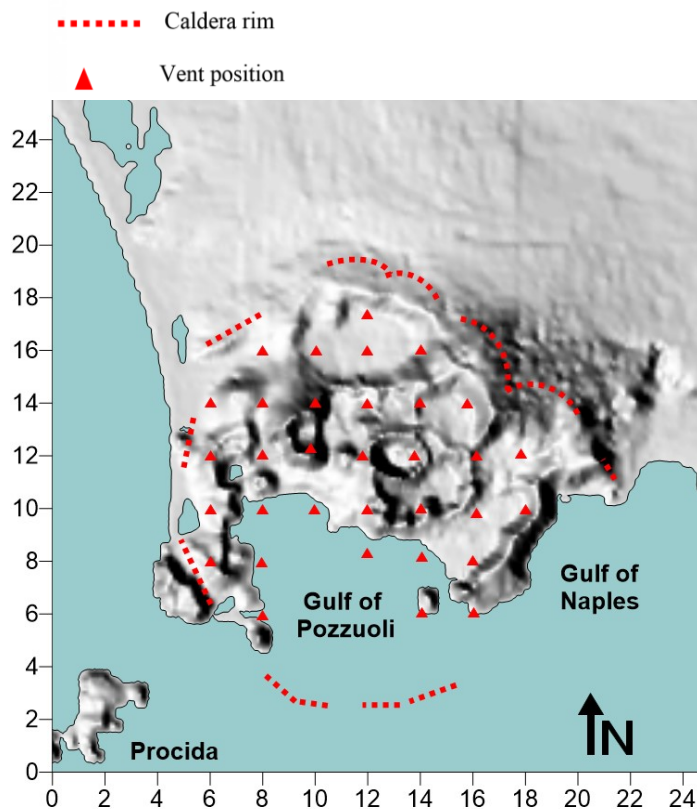 Caldera rim
Vent position
24
22
20
18
16
14
12
10
8
6
4
2
0
Gulf of
Pozzuoli
Gulf of
Naples
Procida
N
0 2 4 6 8 10 12 14 16 18 20 22 24